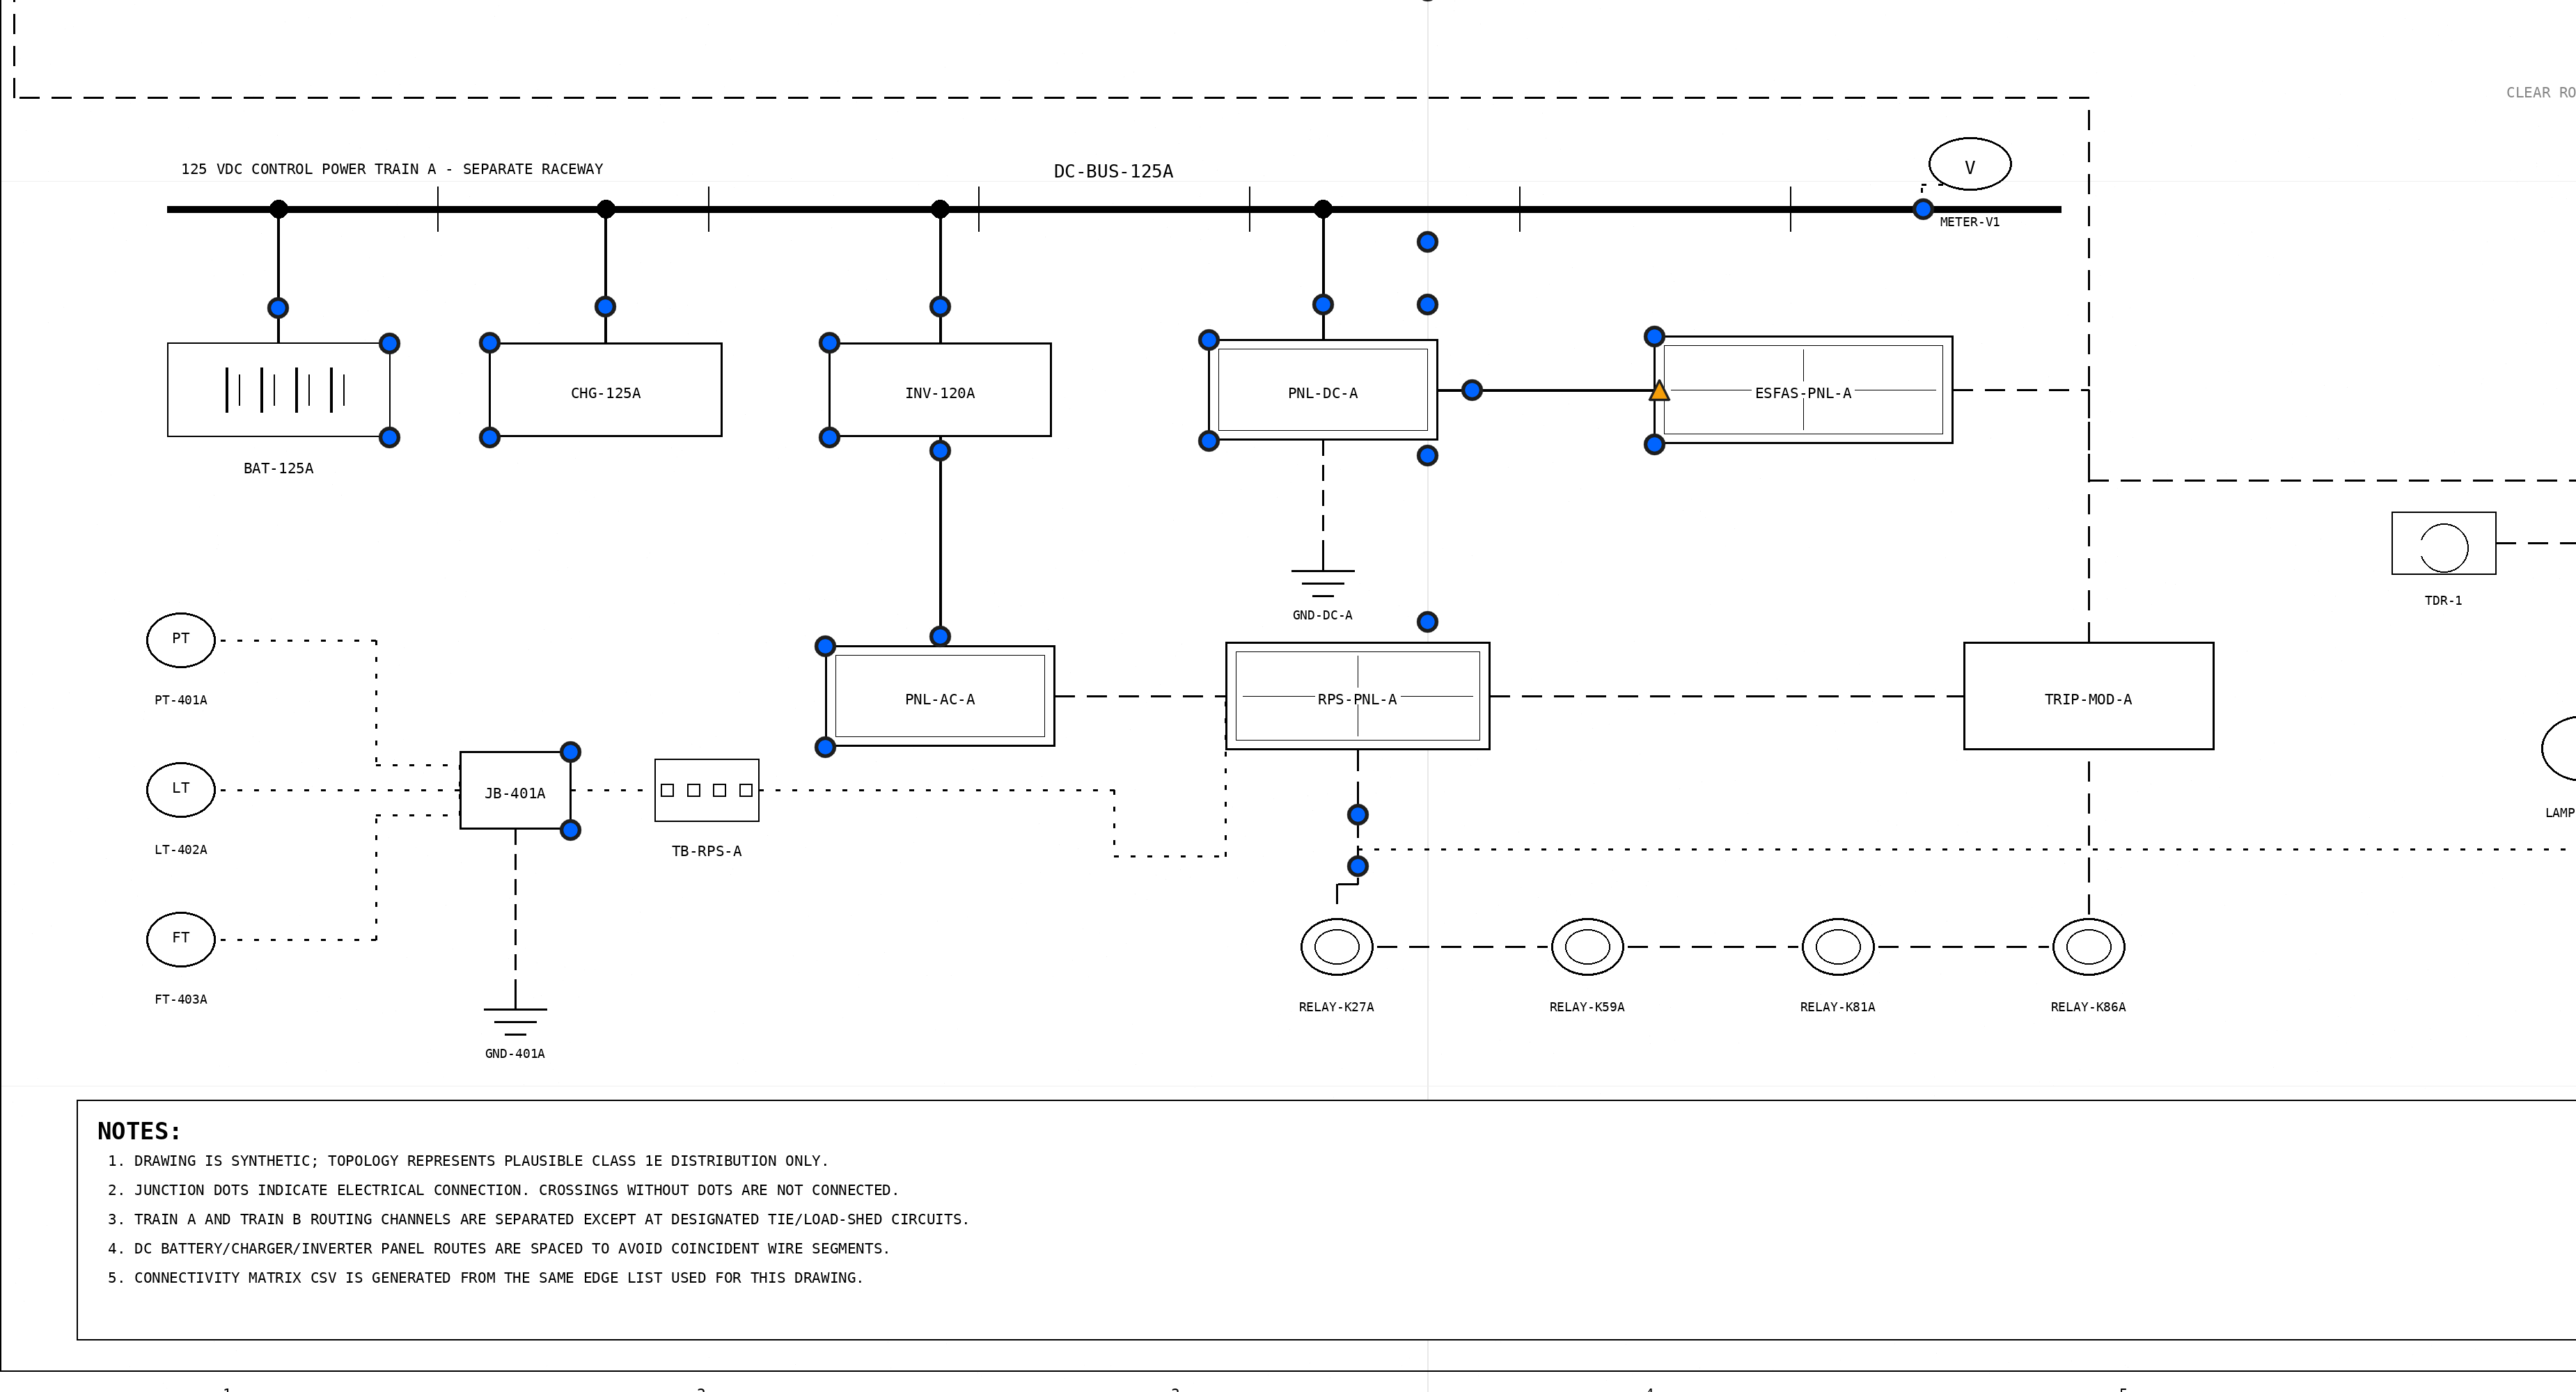 CLEAR RO
125 VDC CONTROL POWER TRAIN A - SEPARATE RACEWAY
DC-BUS-125A
V
METER-V1
CHG-125A
INV-120A
PNL-DC-A
ESFAS-PNL-A
BAT-125A
TDR-1
GND-DC-A
PT
PT-401A
PNL-AC-A
RPS-PNL-A
TRIP-MOD-A
LT
JB-401A
LAMP
LT-402A
TB-RPS-A
FT
FT-403A
RELAY-K27A
RELAY-K59A
RELAY-K81A
RELAY-K86A
GND-401A
NOTES:
1. DRAWING IS SYNTHETIC; TOPOLOGY REPRESENTS PLAUSIBLE CLASS 1E DISTRIBUTION ONLY.
2. JUNCTION DOTS INDICATE ELECTRICAL CONNECTION. CROSSINGS WITHOUT DOTS ARE NOT CONNECTED.
3. TRAIN A AND TRAIN B ROUTING CHANNELS ARE SEPARATED EXCEPT AT DESIGNATED TIE/LOAD-SHED CIRCUITS.
4. DC BATTERY/CHARGER/INVERTER PANEL ROUTES ARE SPACED TO AVOID COINCIDENT WIRE SEGMENTS.
5. CONNECTIVITY MATRIX CSV IS GENERATED FROM THE SAME EDGE LIST USED FOR THIS DRAWING.